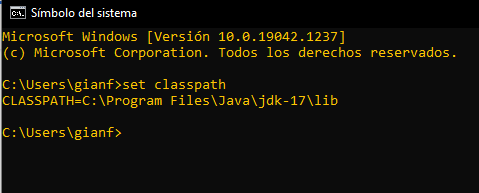 Símbolo del sistema
Microsoft Windows [Versión 10.0.19042.1237]
(c) Microsoft Corporation. Todos los derechos reservados.
C:\Users\gianf>set classpath
CLASSPATH=C:\Program Files\Java\jdk-17\lib
C:\Users\gianf>